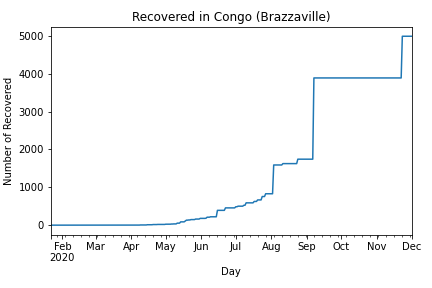 Recovered in Congo (Brazzaville)
Number of Recovered
5000
4000
3000
2000
1000
0
Feb Mar Apr May Jun Jul Aug Sep Oct Nov Dec
2020
Day